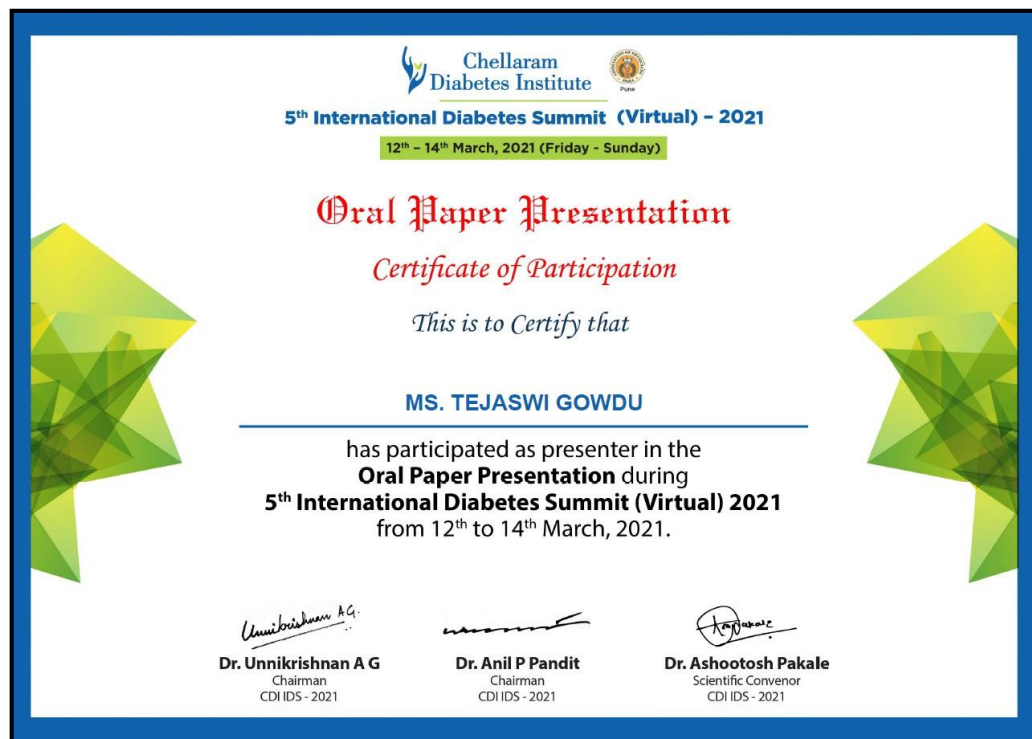 Chellaram
Diabetes Institute
Pune
5th International Diabetes Summit (Virtual) – 2021
12th – 14th March, 2021 (Friday - Sunday)
Oral Paper Presentation
Certificate of Participation
This is to Certify that
MS. TEJASWI GOWDU
has participated as presenter in the
Oral Paper Presentation during
5th International Diabetes Summit (Virtual) 2021
from 12th to 14th March, 2021.
Unnikrishnan AG.
Dr. Unnikrishnan A G
Chairman
CDI IDS - 2021
Dr. Anil P Pandit
Chairman
CDI IDS - 2021
Dr. Ashootosh Pakale
Scientific Convenor
CDI IDS - 2021